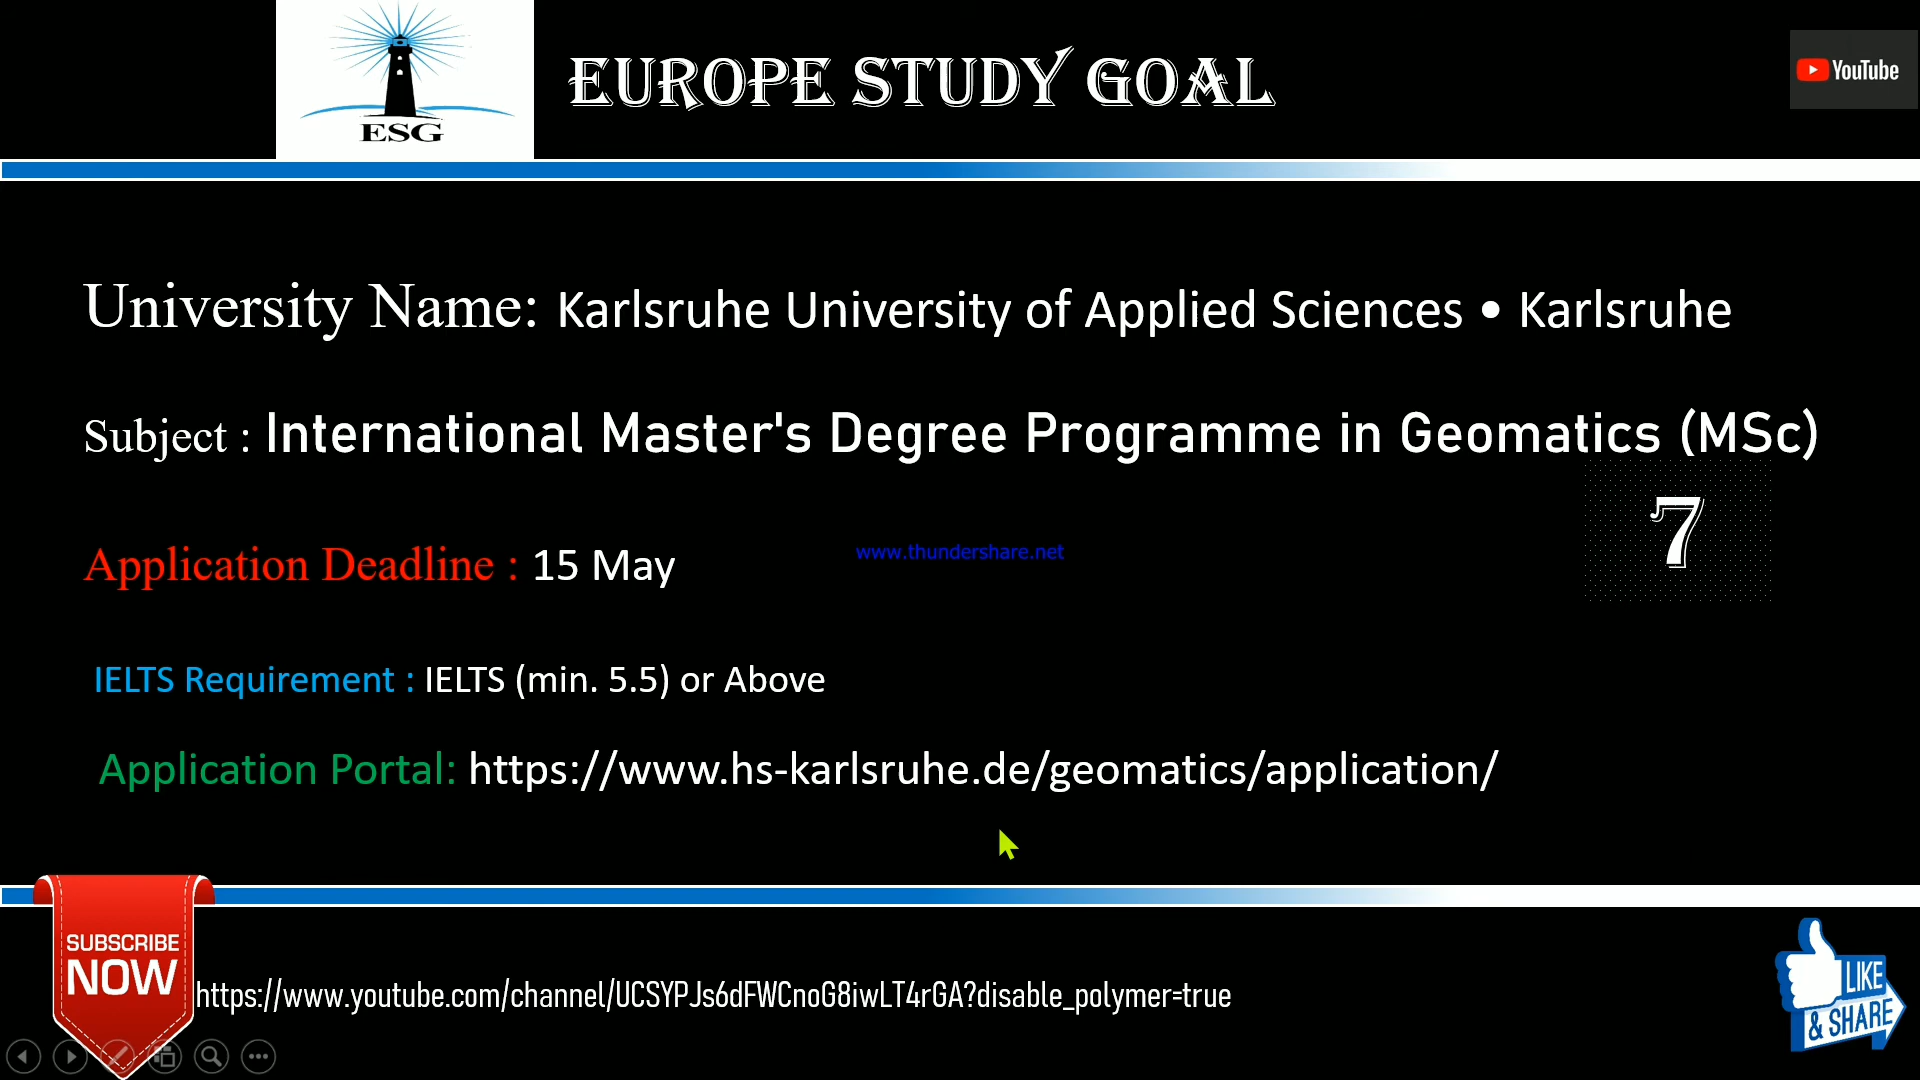 ESG
EUROPE STUDY GOAL
YouTube
University Name: Karlsruhe University of Applied Sciences • Karlsruhe
Subject : International Master's Degree Programme in Geomatics (MSc)
7
Application Deadline : 15 May
www.thundershare.net
IELTS Requirement : IELTS (min. 5.5) or Above
Application Portal: https://www.hs-karlsruhe.de/geomatics/application/
SUBSCRIBE
NOW
https://www.youtube.com/channel/UCSYPJs6dFWCnoG8iwLT4rGA?disable_polymer=true
LIKE
& SHARE